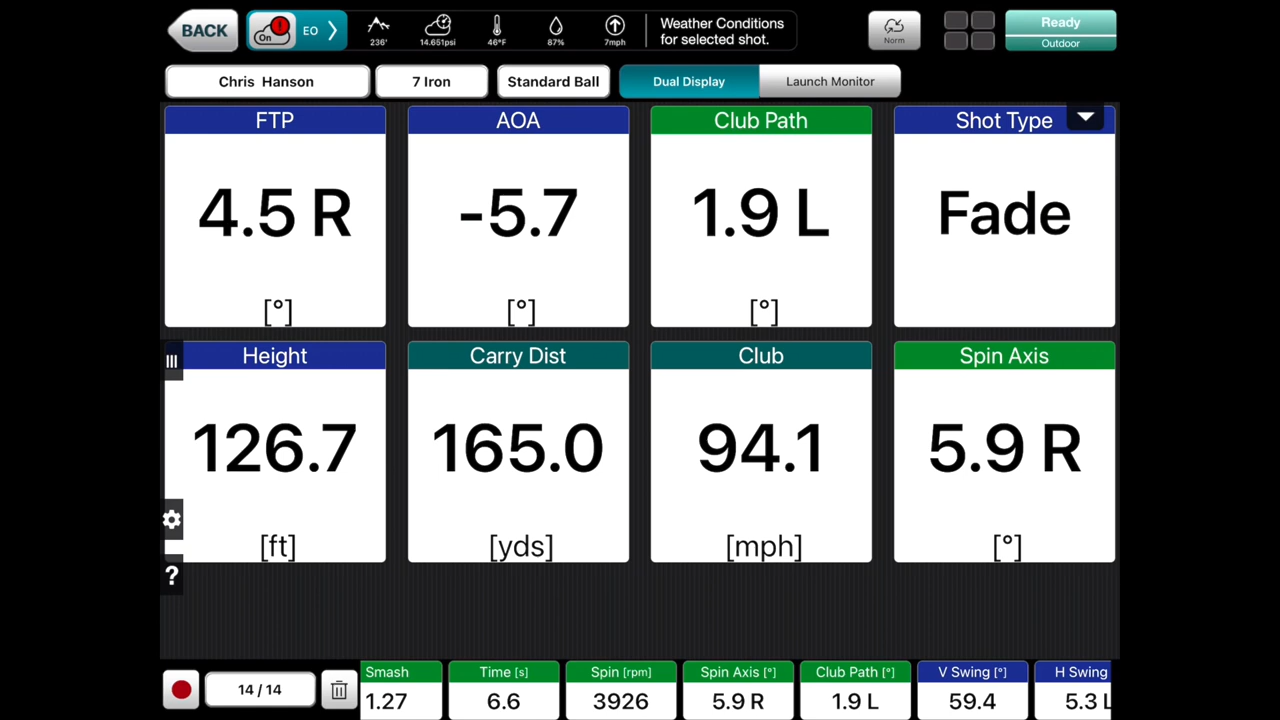 BACK
On
!
EO
236'
14.651psi
46°F
87%
7mph
Weather Conditions
for selected shot.
Norm
Ready
Outdoor
Chris Hanson
7 Iron
Standard Ball
Dual Display
Launch Monitor
FTP
AOA
Club Path
Shot Type
4.5 R
-5.7
1.9 L
Fade
[°]
[°]
[°]
Height
Carry Dist
Club
Spin Axis
126.7
165.0
94.1
5.9 R
[ft]
[yds]
[mph]
[°]
?
14 / 14
Smash
Time [s]
Spin [rpm]
Spin Axis [°]
Club Path [°]
V Swing [°]
H Swing
1.27
6.6
3926
5.9 R
1.9 L
59.4
5.3 L